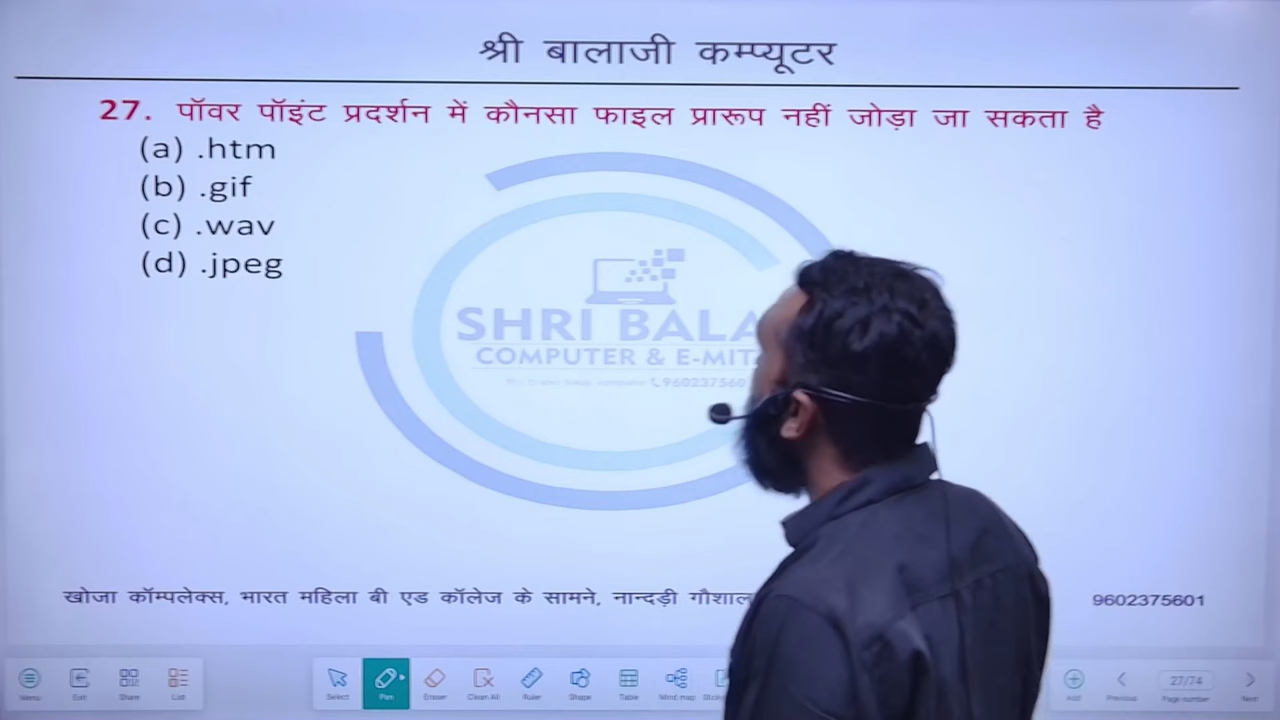 श्री बालाजी कम्प्यूटर
27. पॉवर पॉइंट प्रदर्शन में कौनसा फाइल प्रारूप नहीं जोड़ा जा सकता है
(a) .htm
(b) .gif
(c) .wav
(d) .jpeg
SHRI BALA
COMPUTER & E-MIT
96023756
खोजा कॉम्पलेक्स, भारत महिला बी एड कॉलेज के सामने, नान्दड़ी गौशाल
9602375601
Menu Exit Share List Select Pen Eraser Clean All Ruler Shape Table Mind map Add Previous Page number Next
27/74